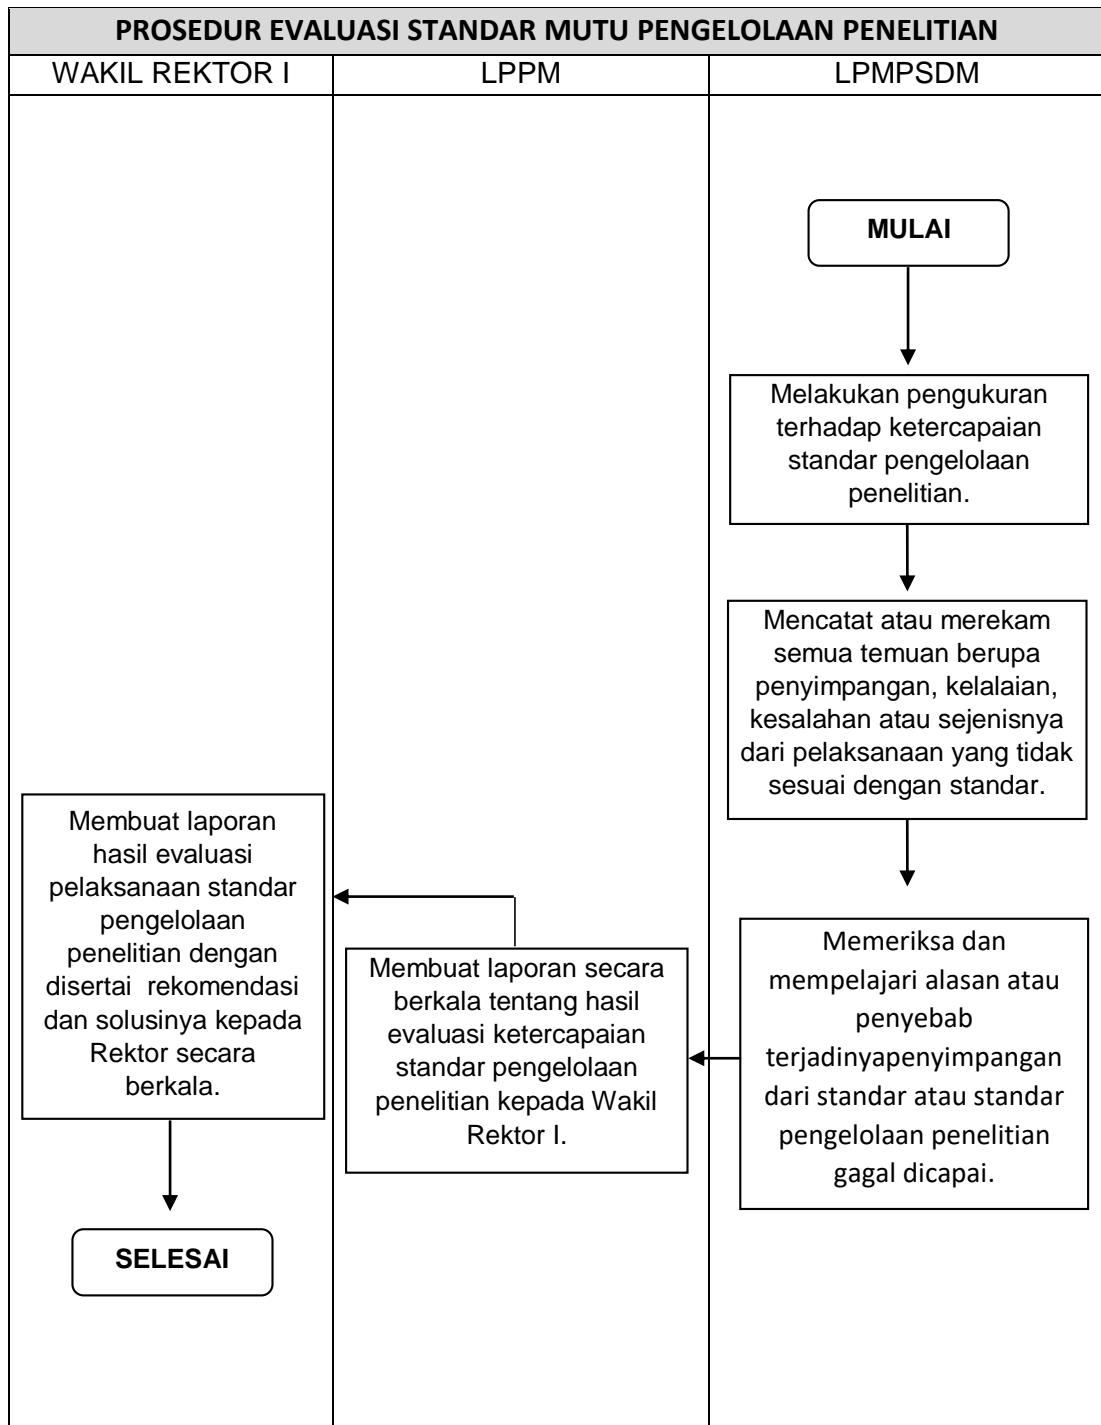 PROSEDUR EVALUASI STANDAR MUTU PENGELOLAAN PENELITIAN
WAKIL REKTOR I
LPPM
LPMPSDM
MULAI
Melakukan pengukuran
terhadap ketercapaian
standar pengelolaan
penelitian.
Mencatat atau merekam
semua temuan berupa
penyimpangan, kelalaian,
kesalahan atau sejenisnya
dari pelaksanaan yang tidak
sesuai dengan standar.
Memeriksa dan
mempelajari alasan atau
penyebab
terjadinyapenyimpangan
dari standar atau standar
pengelolaan penelitian
gagal dicapai.
Membuat laporan secara
berkala tentang hasil
evaluasi ketercapaian
standar pengelolaan
penelitian kepada Wakil
Rektor I.
Membuat laporan
hasil evaluasi
pelaksanaan standar
pengelolaan
penelitian dengan
disertai  rekomendasi
dan solusinya kepada
Rektor secara
berkala.
SELESAI